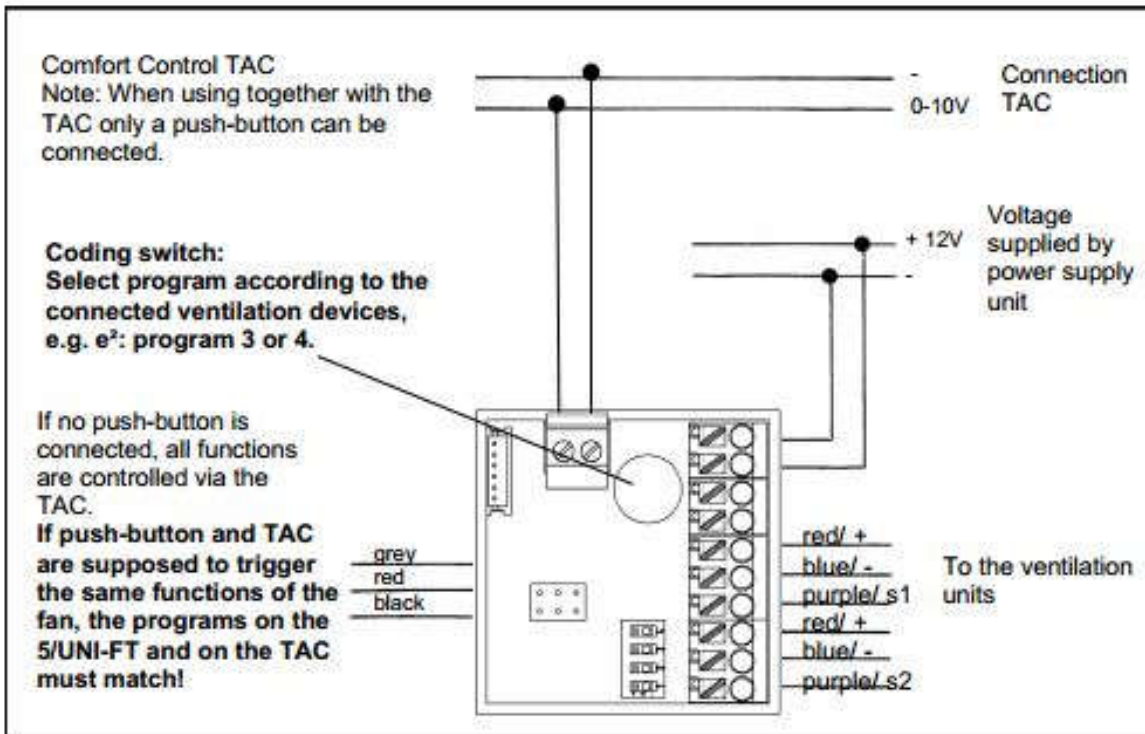 Comfort Control TAC
Note: When using together with the
TAC only a push-button can be
connected.
-
0-10V
Connection
TAC
+ 12V
-
Voltage
supplied by
power supply
unit
Coding switch:
Select program according to the
connected ventilation devices,
e.g. e²: program 3 or 4.
If no push-button is
connected, all functions
are controlled via the
TAC.
If push-button and TAC
are supposed to trigger
the same functions of the
fan, the programs on the
5/UNI-FT and on the TAC
must match!
grey
red
black
red/ +
blue/ -
purple/ s1
red/ +
blue/ -
purple/ s2
To the ventilation
units